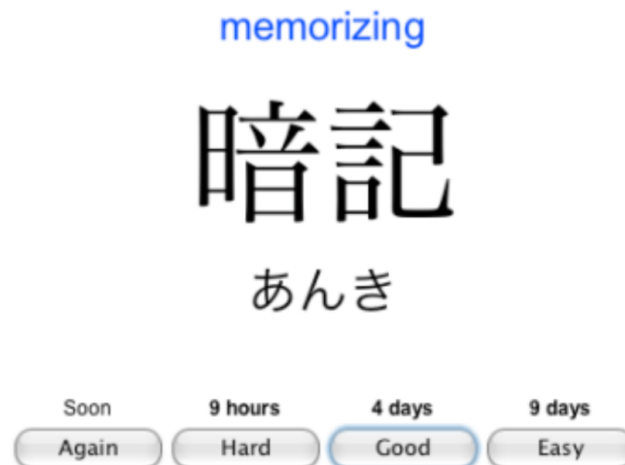 memorizing
暗記
あんき
Soon 9 hours 4 days 9 days
Again Hard Good Easy